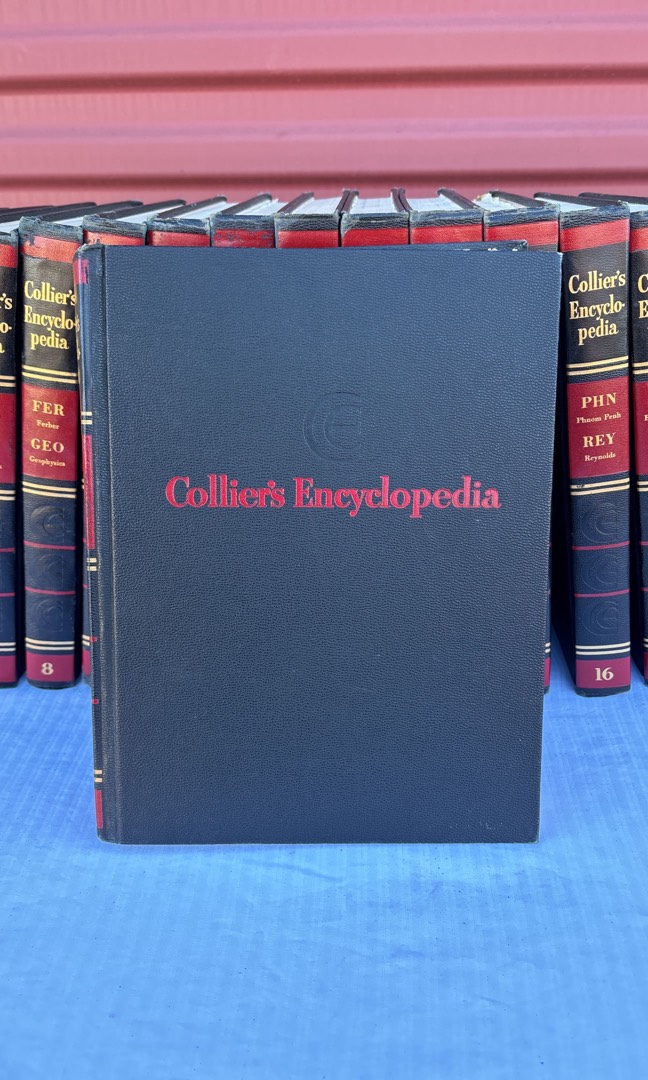 Collier's Encyclopedia
Collier's
Encyclo-
pedia
FER
Ferber
GEO
Geophysics
8
Collier's
Encyclo-
pedia
PHN
Phnom Penh
REY
Reynolds
16